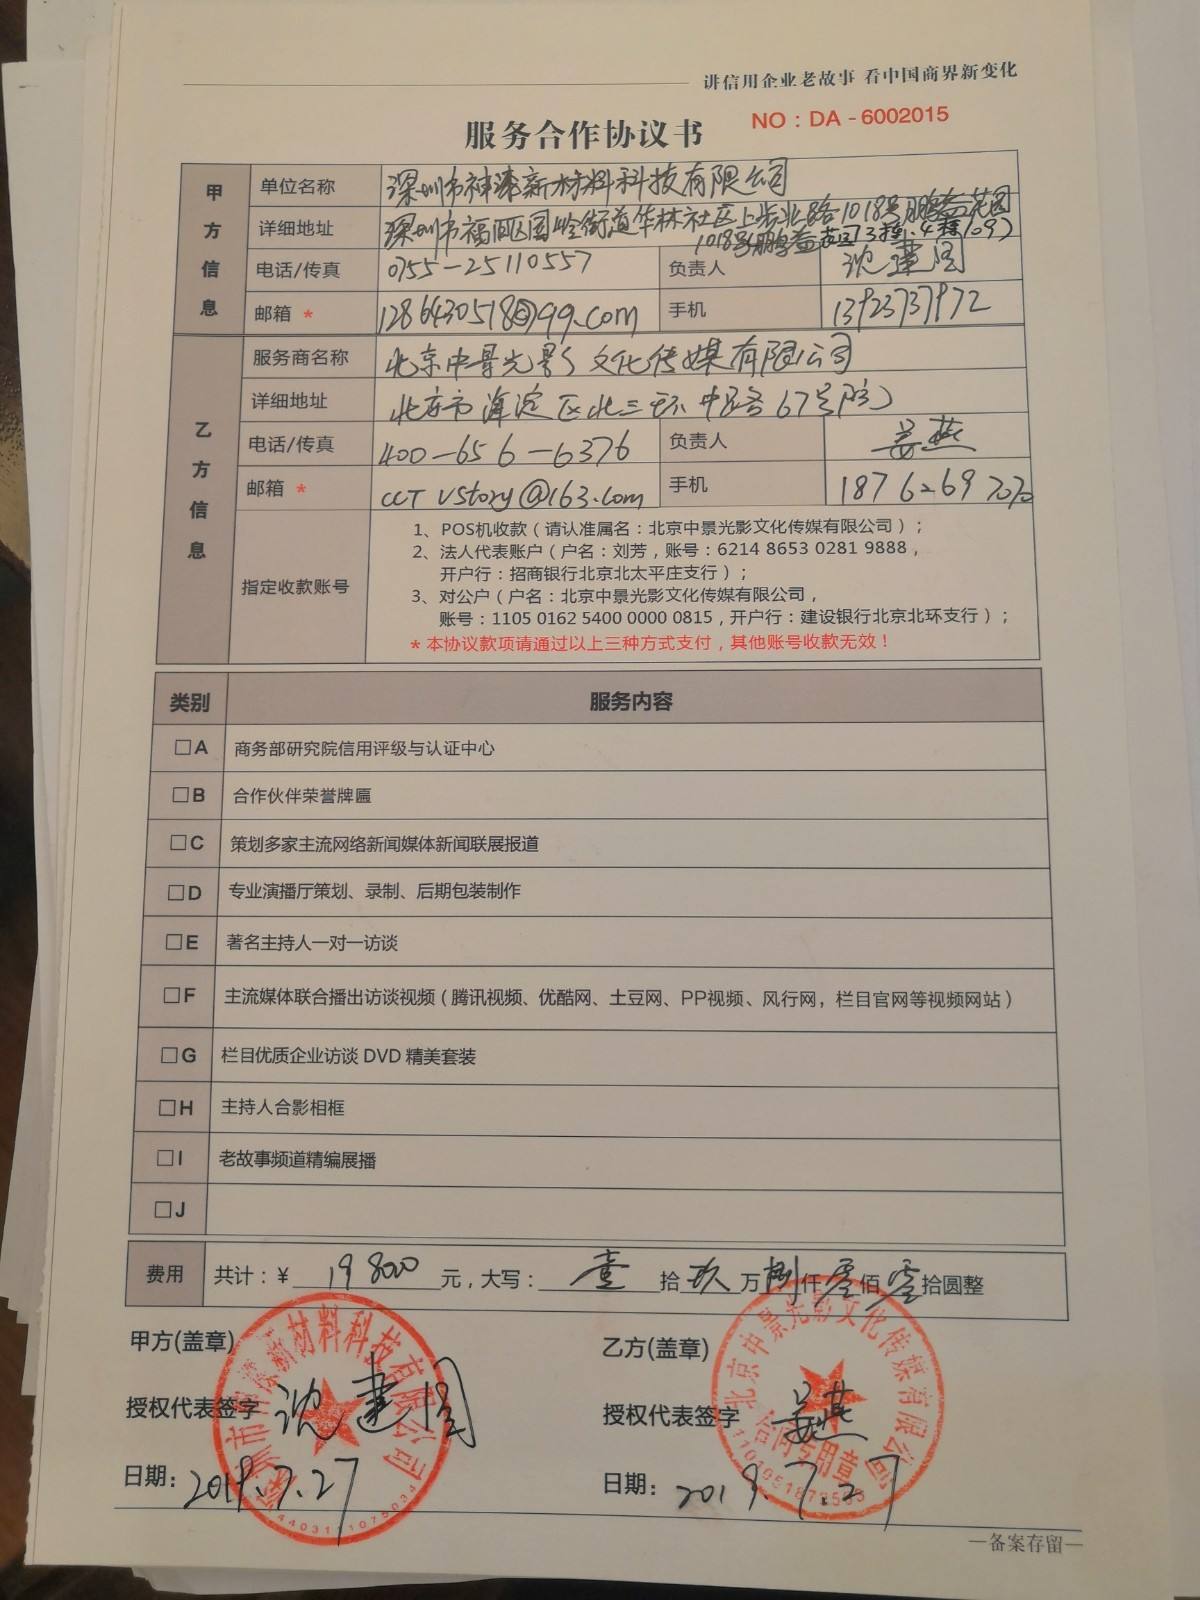 讲信用企业老故事 看中国商界新变化
服务合作协议书
NO：DA - 6002015
甲方信息
单位名称 深圳市神漆新材料科技有限公司
详细地址 深圳市福田区园岭街道华林社区上步北路1018号鹏益花园
1018号鹏益花园3栋、4栋109
电话/传真 0755-25110557 负责人 沈建国
邮箱 * 1286430518@qq.com 手机 13923737972
乙方信息
服务商名称 北京中景光影文化传媒有限公司
详细地址 北京市海淀区北三环中路67号院
电话/传真 400-656-6376 负责人 吴燕
邮箱 * CCTVstory@163.com 手机 187626970
指定收款账号
1、POS机收款（请认准属名：北京中景光影文化传媒有限公司）；
2、法人代表账户（户名：刘芳，账号：6214 8653 0281 9888，
开户行：招商银行北京北太平庄支行）；
3、对公户（户名：北京中景光影文化传媒有限公司，
账号：1105 0162 5400 0000 0815，开户行：建设银行北京北环支行）；
* 本协议款项请通过以上三种方式支付，其他账号收款无效！
类别 服务内容
□A 商务部研究院信用评级与认证中心
□B 合作伙伴荣誉牌匾
□C 策划多家主流网络新闻媒体新闻联展报道
□D 专业演播厅策划、录制、后期包装制作
□E 著名主持人一对一访谈
□F 主流媒体联合播出访谈视频（腾讯视频、优酷网、土豆网、PP视频、风行网，栏目官网等视频网站）
□G 栏目优质企业访谈 DVD 精美套装
□H 主持人合影相框
□I 老故事频道精编展播
□J
费用 共计：¥ 19800 元，大写：壹 拾 玖 万 捌 仟 零 佰 零 拾圆整
甲方(盖章) 乙方(盖章)
授权代表签字 沈建国 授权代表签字 吴燕
日期：2019.7.27 日期：2019.7.27
深圳市神漆新材料科技有限公司
北京中景光影文化传媒有限公司
合同专用章
—备案存留—